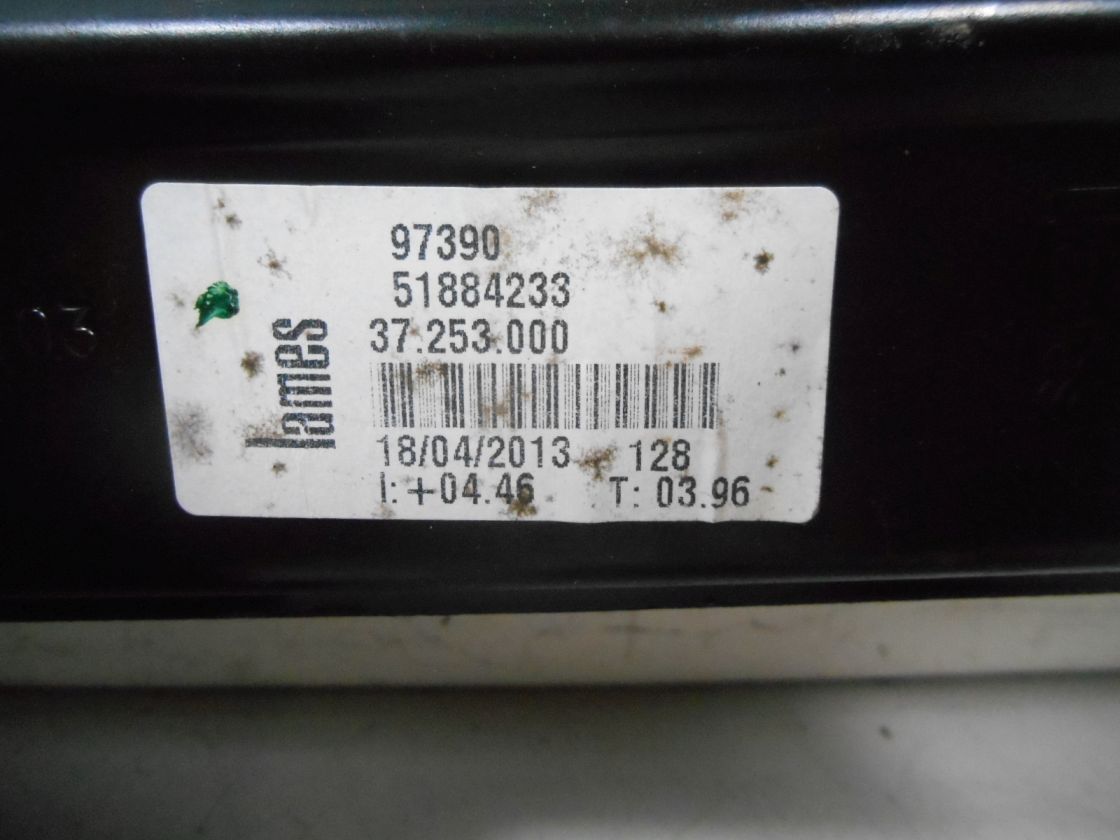 97390
51884233
37.253.000
lames
18/04/2013 128
I: +04.46 T: 03.96